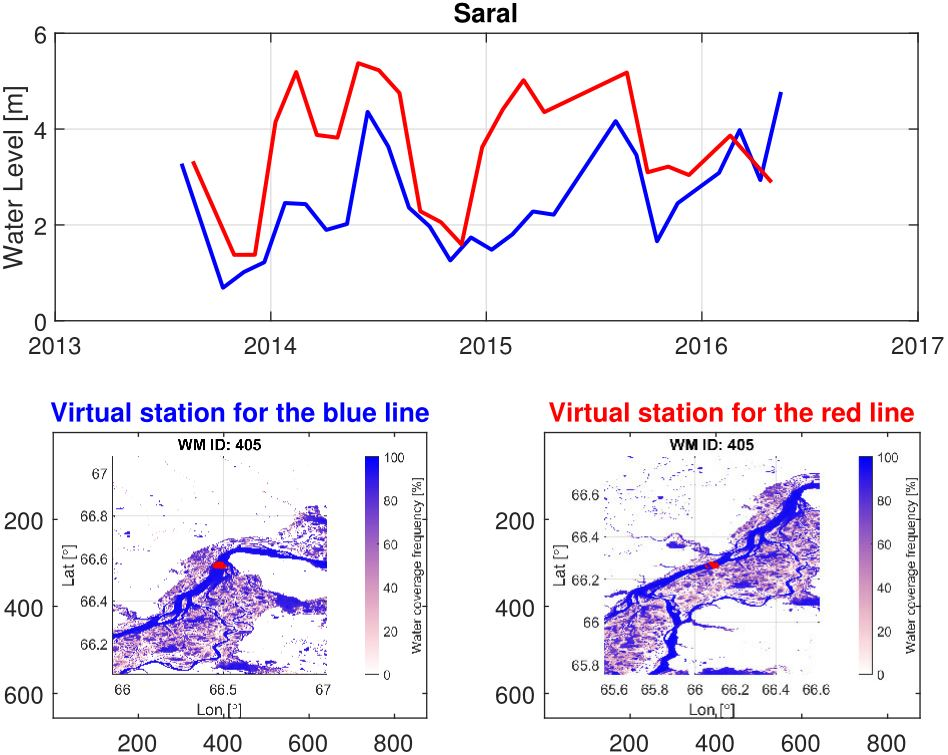 Saral
Water Level [m]
6
4
2
0
2013 2014 2015 2016 2017
Virtual station for the blue line
WM ID: 405
200
400
600
67
66.8
66.6
66.4
66.2
Lat [°]
66 66.5 67
Lon [°]
100
80
60
40
20
0
Water coverage frequency [%]
200 400 600 800
Virtual station for the red line
WM ID: 405
200
400
600
66.6
66.4
66.2
66
65.8
Lat [°]
65.6 65.8 66 66.2 66.4 66.6
Lon [°]
100
80
60
40
20
0
Water coverage frequency [%]
200 400 600 800